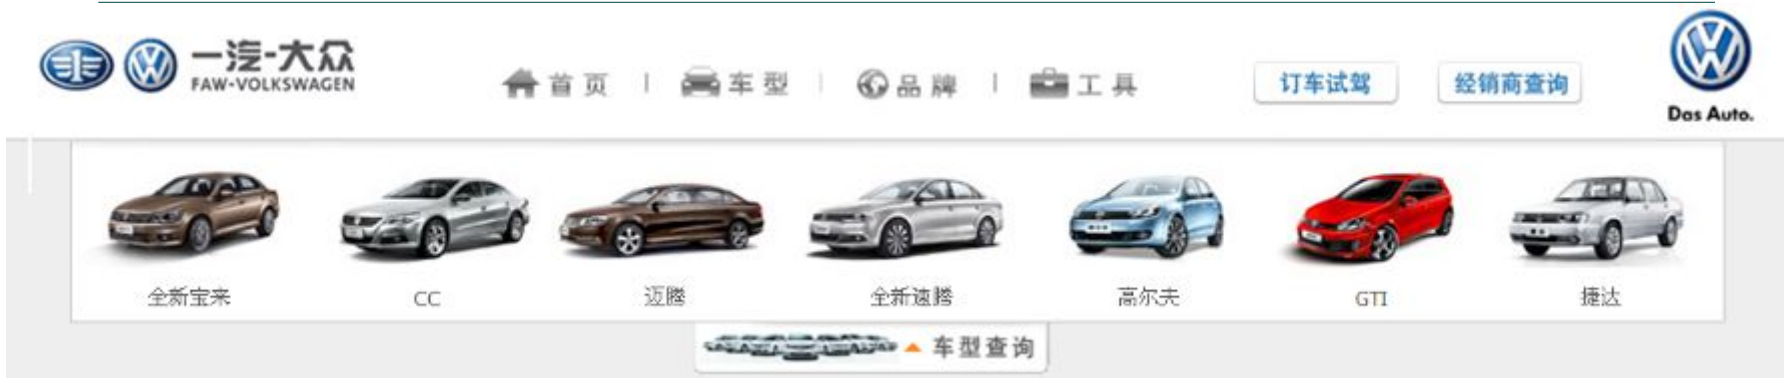 一汽-大众
FAW-VOLKSWAGEN
首页
车型
品牌
工具
订车试驾
经销商查询
Das Auto.
全新宝来
CC
迈腾
全新速腾
高尔夫
GTI
捷达
车型查询